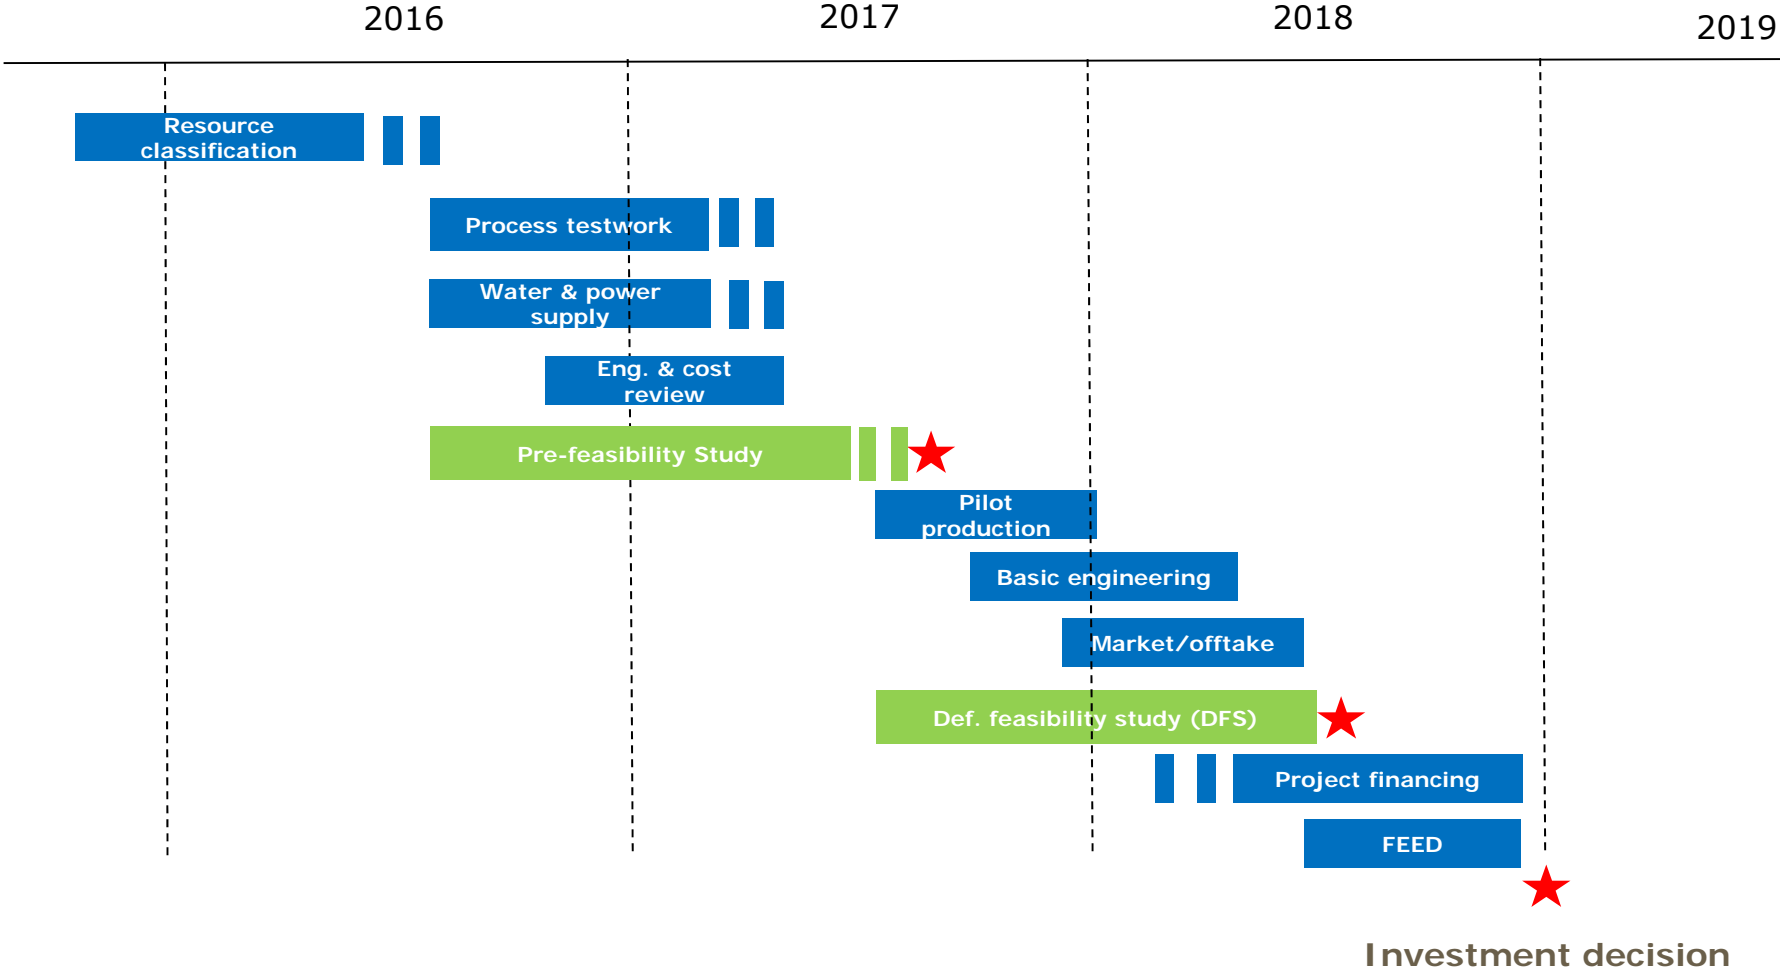 2016
2017
2018
2019
Resource
classification
Process testwork
Water & power
supply
Eng. & cost
review
Pre-feasibility Study
Pilot
production
Basic engineering
Market/offtake
Def. feasibility study (DFS)
Project financing
FEED
Investment decision